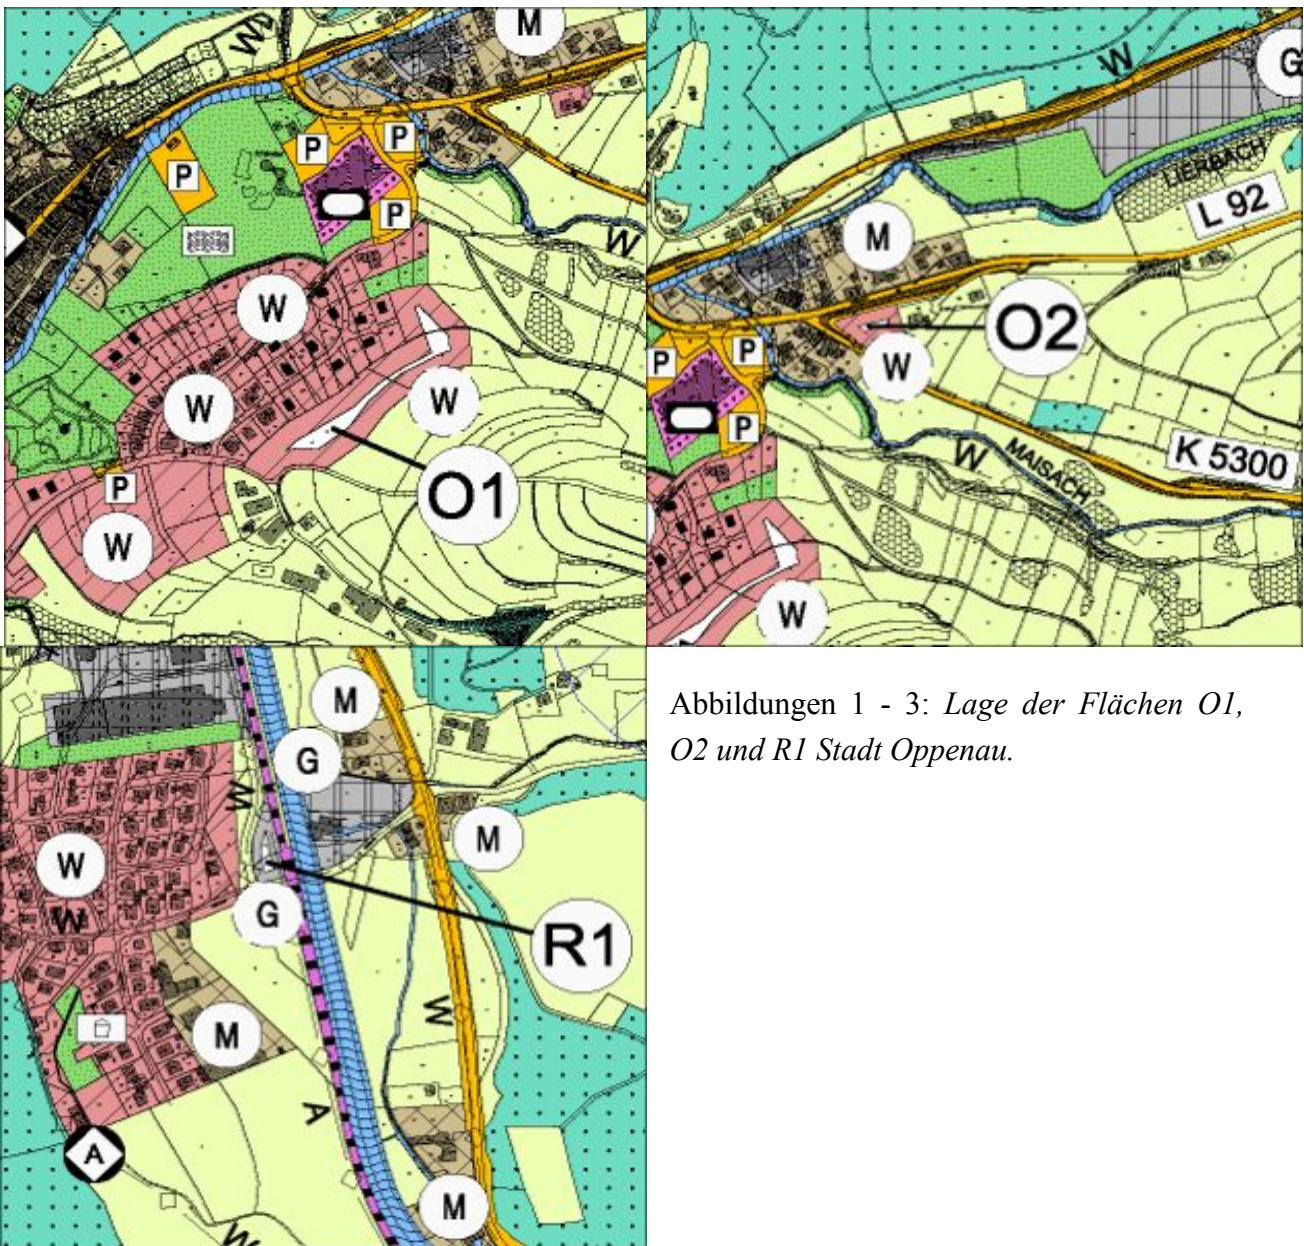 W
M
P
P
P
W
W
W
W
O1
P
W
W
G
LIERBACH
L 92
M
O2
P
P
W
P
W
MAISACH
K 5300
W
M
G
W
M
W
W
G
R1
M
W
A
A
M
W
Abbildungen 1 - 3: Lage der Flächen O1,
O2 und R1 Stadt Oppenau.